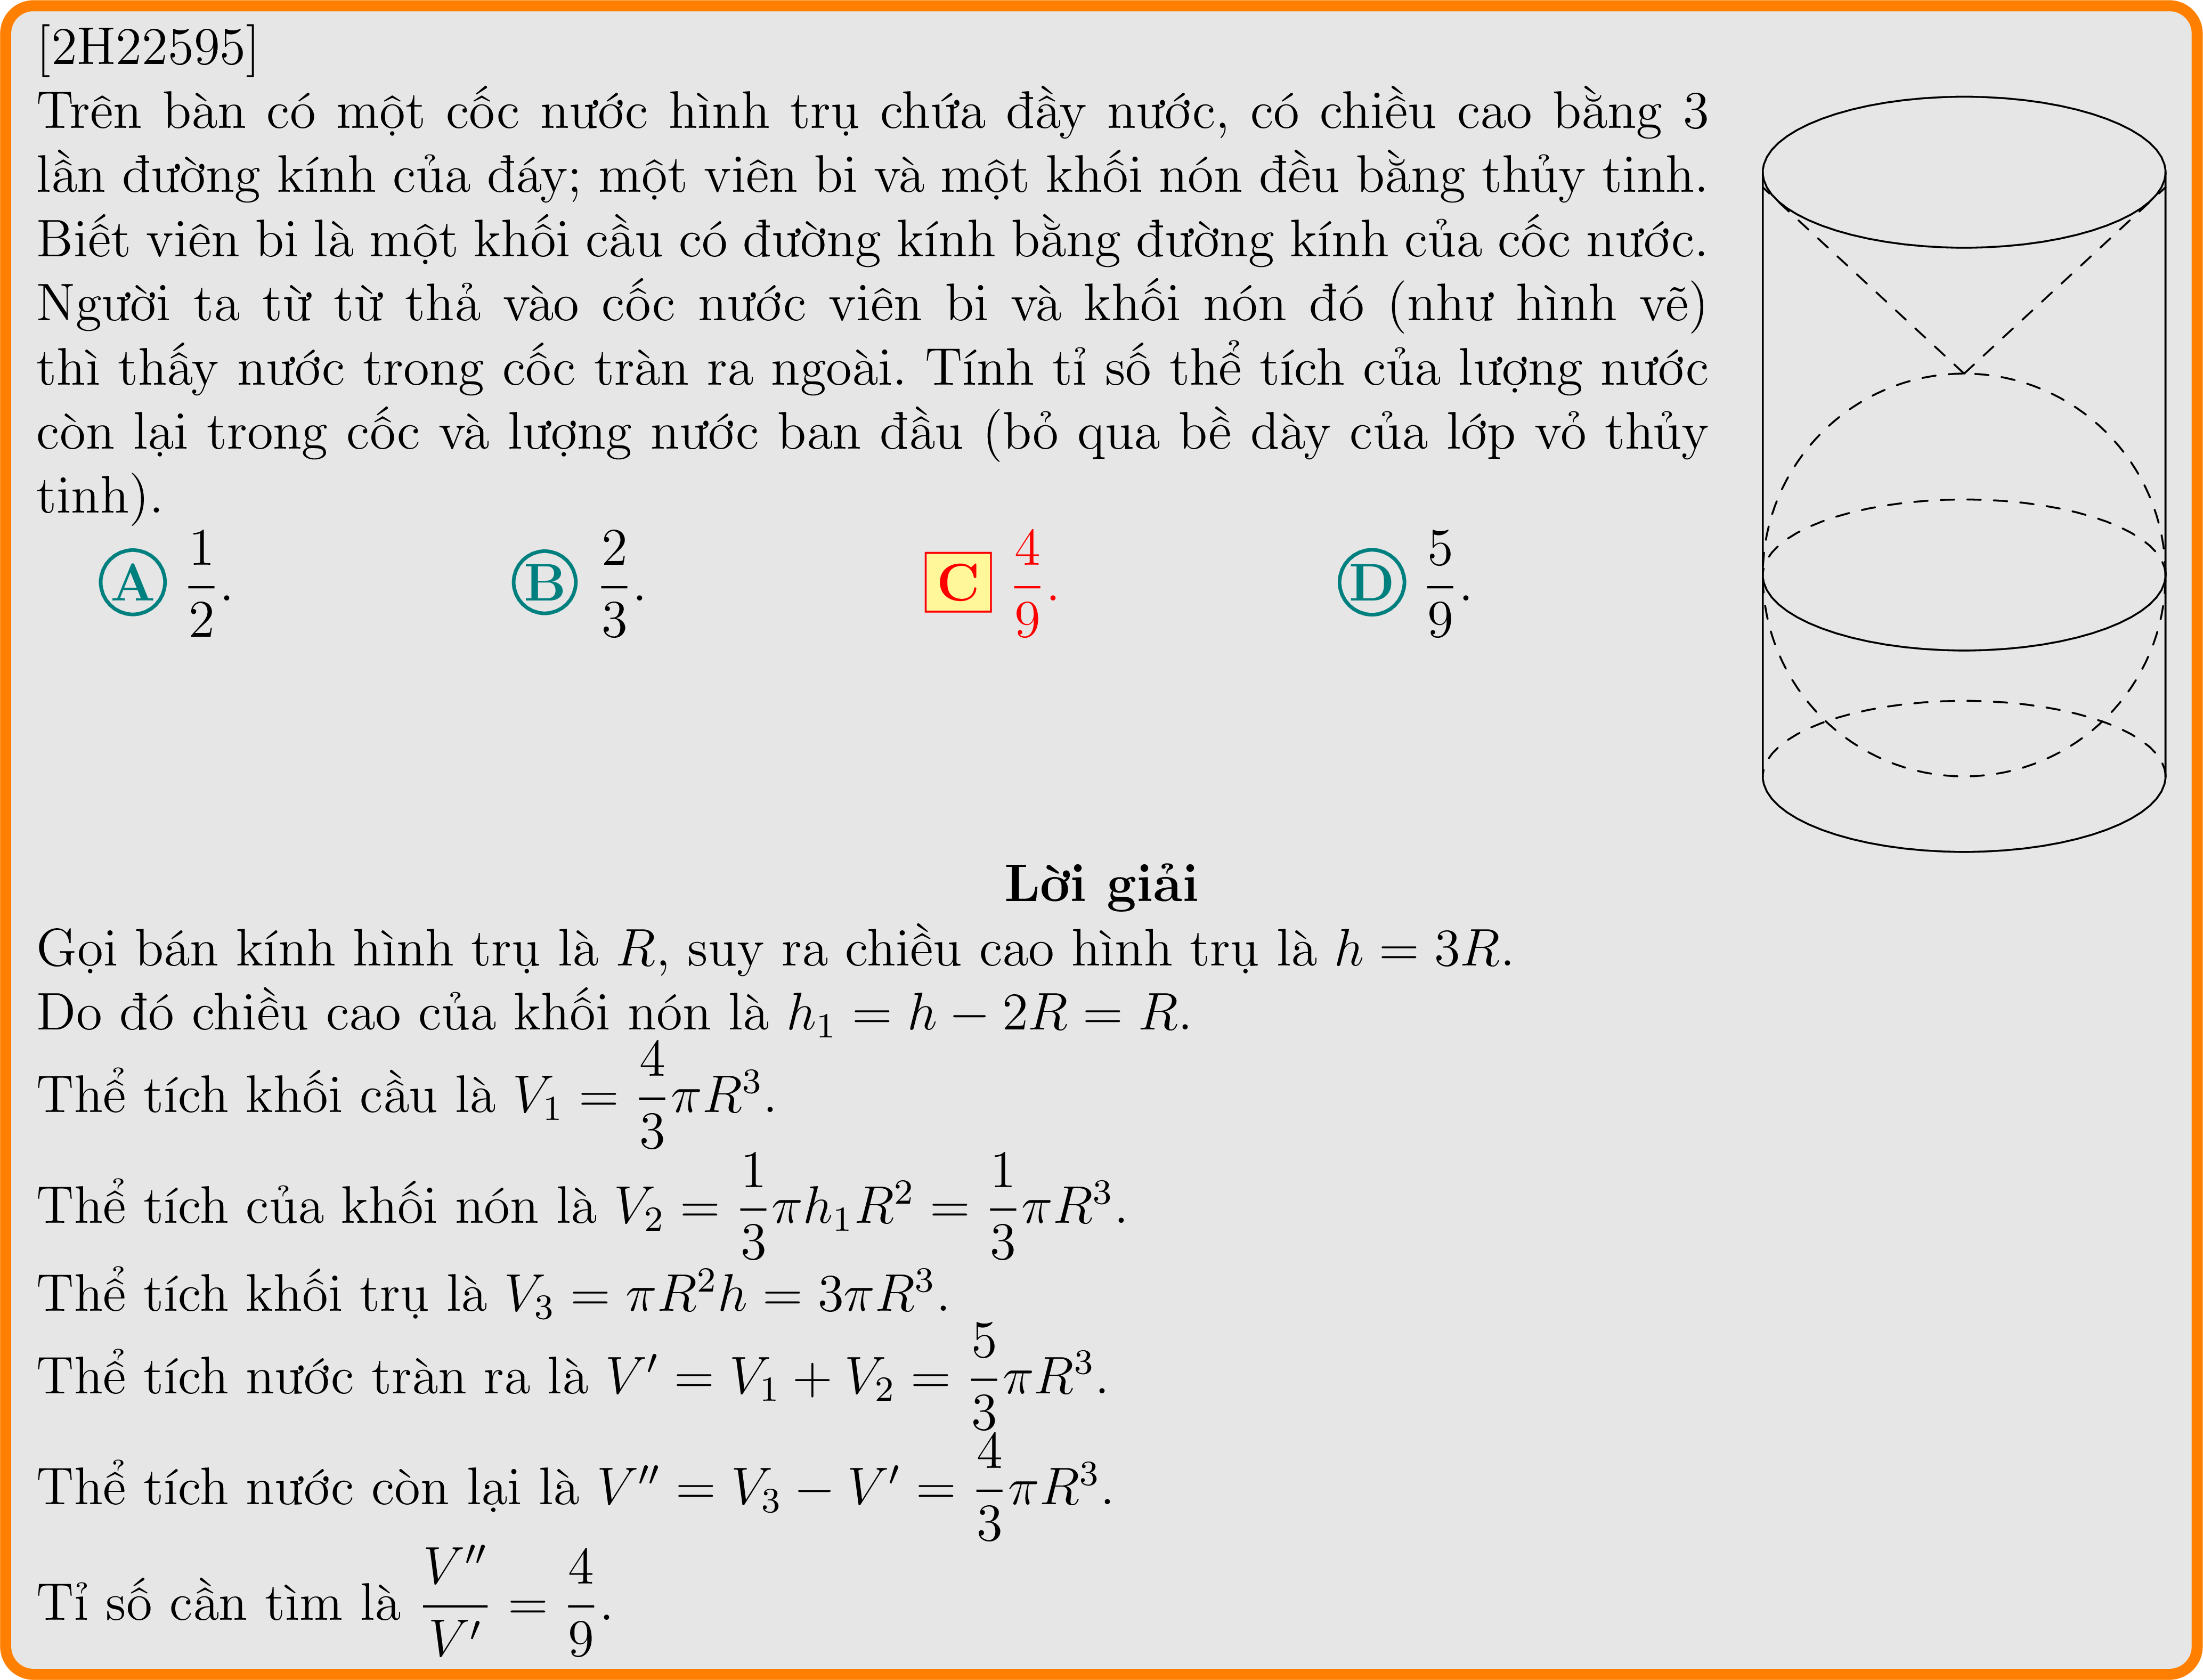 [2H22595]
Trên bàn có một cốc nước hình trụ chứa đầy nước, có chiều cao bằng 3
lần đường kính của đáy; một viên bi và một khối nón đều bằng thủy tinh.
Biết viên bi là một khối cầu có đường kính bằng đường kính của cốc nước.
Người ta từ từ thả vào cốc nước viên bi và khối nón đó (như hình vẽ)
thì thấy nước trong cốc tràn ra ngoài. Tính tỉ số thể tích của lượng nước
còn lại trong cốc và lượng nước ban đầu (bỏ qua bề dày của lớp vỏ thủy
tinh).
A $\frac{1}{2}$. B $\frac{2}{3}$. C $\frac{4}{9}$. D $\frac{5}{9}$.
Lời giải
Gọi bán kính hình trụ là $R$, suy ra chiều cao hình trụ là $h = 3R$.
Do đó chiều cao của khối nón là $h_1 = h - 2R = R$.
Thể tích khối cầu là $V_1 = \frac{4}{3}\pi R^3$.
Thể tích của khối nón là $V_2 = \frac{1}{3}\pi h_1 R^2 = \frac{1}{3}\pi R^3$.
Thể tích khối trụ là $V_3 = \pi R^2 h = 3\pi R^3$.
Thể tích nước tràn ra là $V' = V_1 + V_2 = \frac{5}{3}\pi R^3$.
Thể tích nước còn lại là $V'' = V_3 - V' = \frac{4}{3}\pi R^3$.
Tỉ số cần tìm là $\frac{V''}{V'} = \frac{4}{9}$.